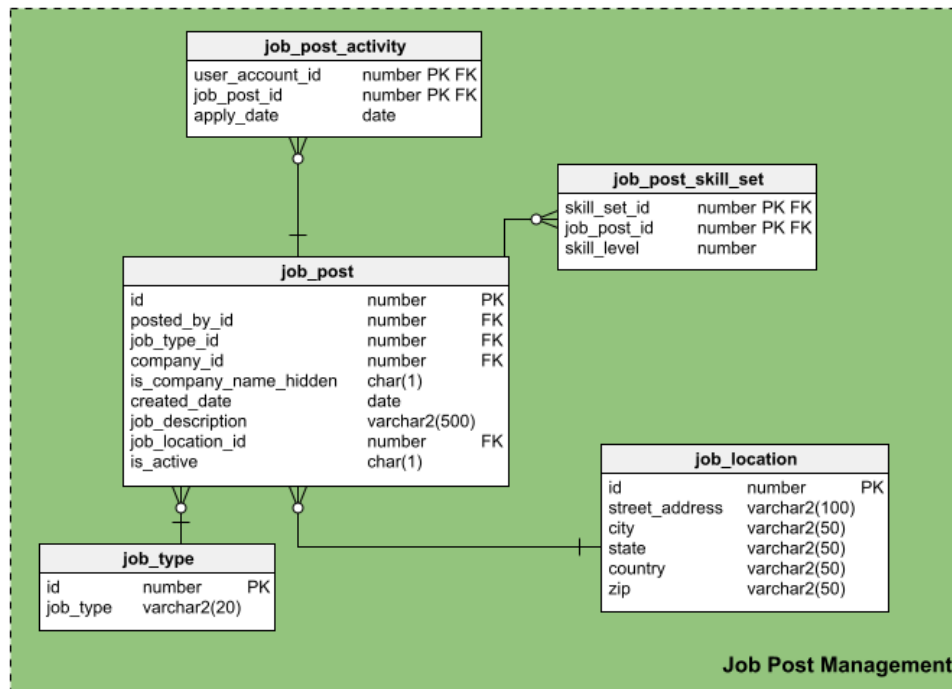 job_post_activity
user_account_id number PK FK
job_post_id number PK FK
apply_date date
job_post_skill_set
skill_set_id number PK FK
job_post_id number PK FK
skill_level number
job_post
id number PK
posted_by_id number FK
job_type_id number FK
company_id number FK
is_company_name_hidden char(1)
created_date date
job_description varchar2(500)
job_location_id number FK
is_active char(1)
job_location
id number PK
street_address varchar2(100)
city varchar2(50)
state varchar2(50)
country varchar2(50)
zip varchar2(50)
job_type
id number PK
job_type varchar2(20)
Job Post Management